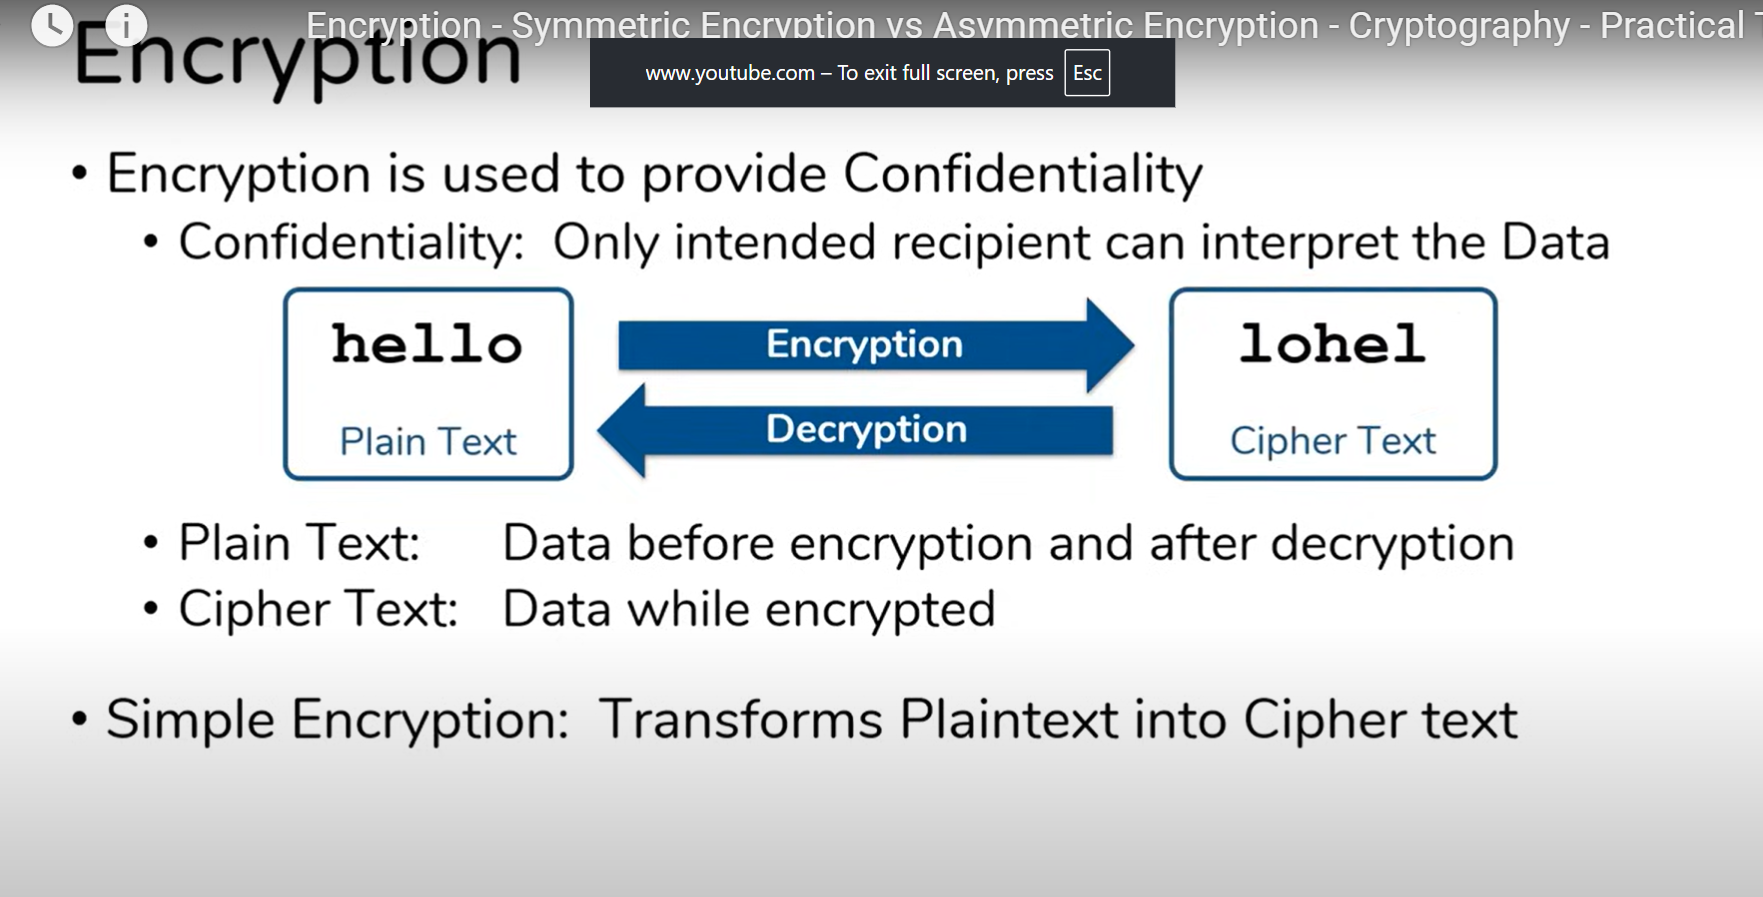 Encryption - Symmetric Encryption vs Asymmetric Encryption - Cryptography - Practical
Encryption
www.youtube.com – To exit full screen, press Esc
• Encryption is used to provide Confidentiality
• Confidentiality: Only intended recipient can interpret the Data
hello
Plain Text
Encryption
Decryption
lohel
Cipher Text
• Plain Text: Data before encryption and after decryption
• Cipher Text: Data while encrypted
• Simple Encryption: Transforms Plaintext into Cipher text